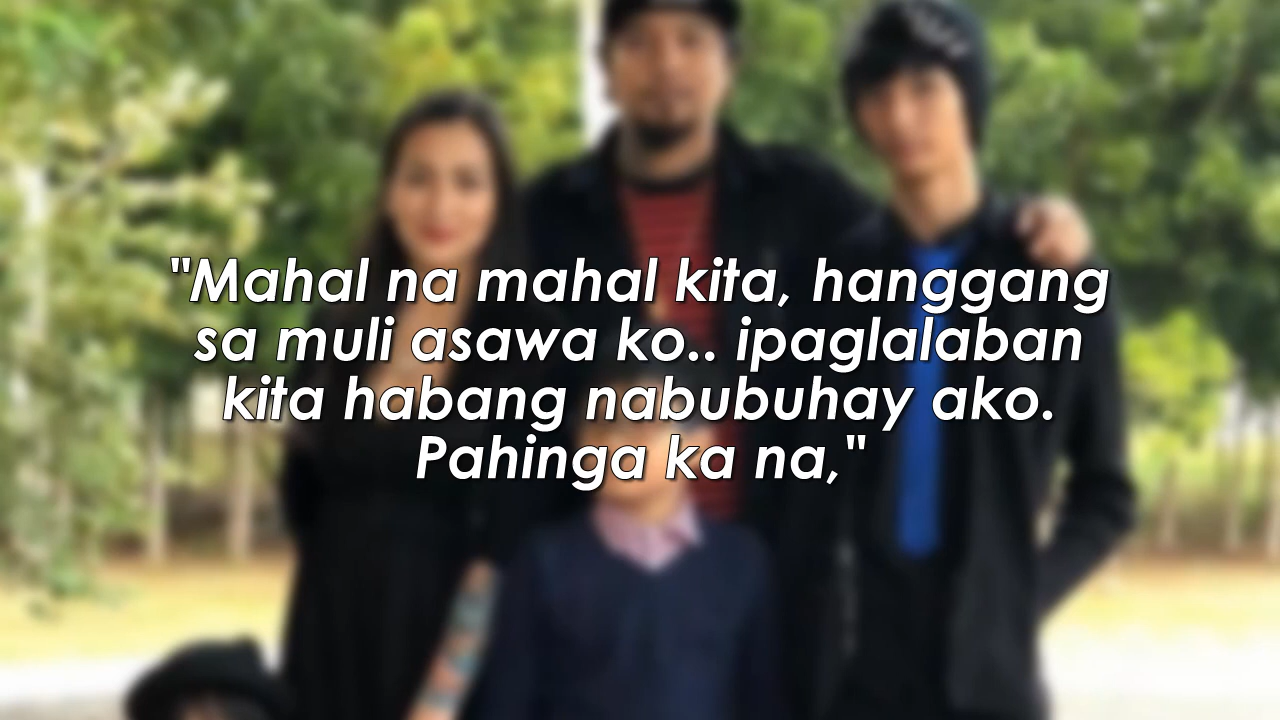 "Mahal na mahal kita, hanggang
sa muli asawa ko.. ipaglalaban
kita habang nabubuhay ako.
Pahinga ka na,"